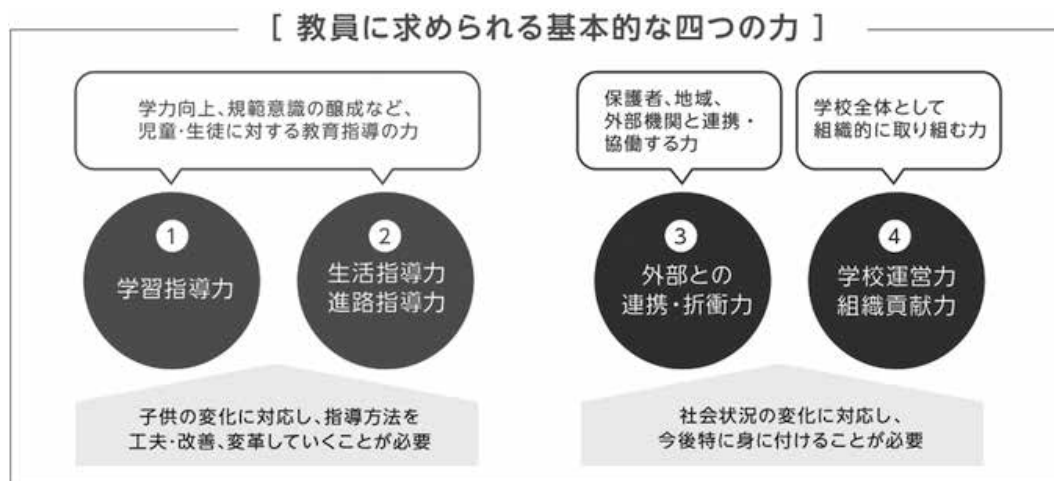 [ 教員に求められる基本的な四つの力 ]
学力向上、規範意識の醸成など、
児童・生徒に対する教育指導の力
保護者、地域、
外部機関と連携・
協働する力
学校全体として
組織的に取り組む力
1
学習指導力
2
生活指導力
進路指導力
3
外部との
連携・折衝力
4
学校運営力
組織貢献力
子供の変化に対応し、指導方法を
工夫・改善、変革していくことが必要
社会状況の変化に対応し、
今後特に身に付けることが必要